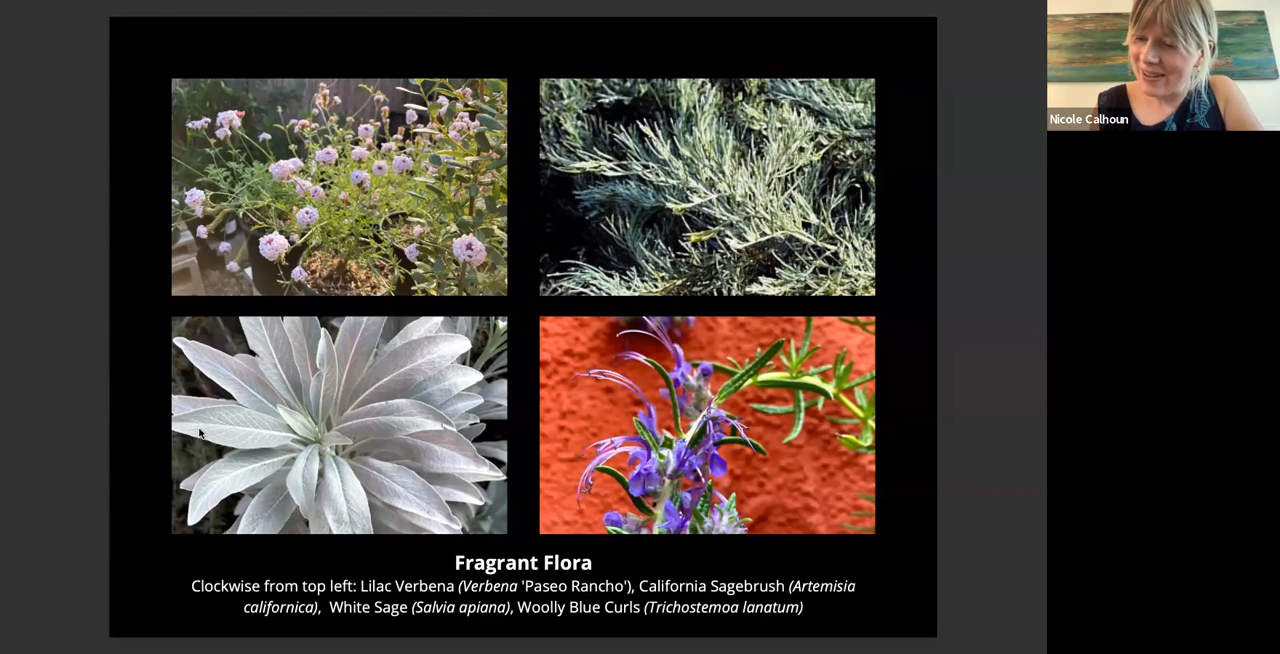 Nicole Calhoun
Fragrant Flora
Clockwise from top left: Lilac Verbena (Verbena 'Paseo Rancho'), California Sagebrush (Artemisia
californica),  White Sage (Salvia apiana), Woolly Blue Curls (Trichostemoa lanatum)